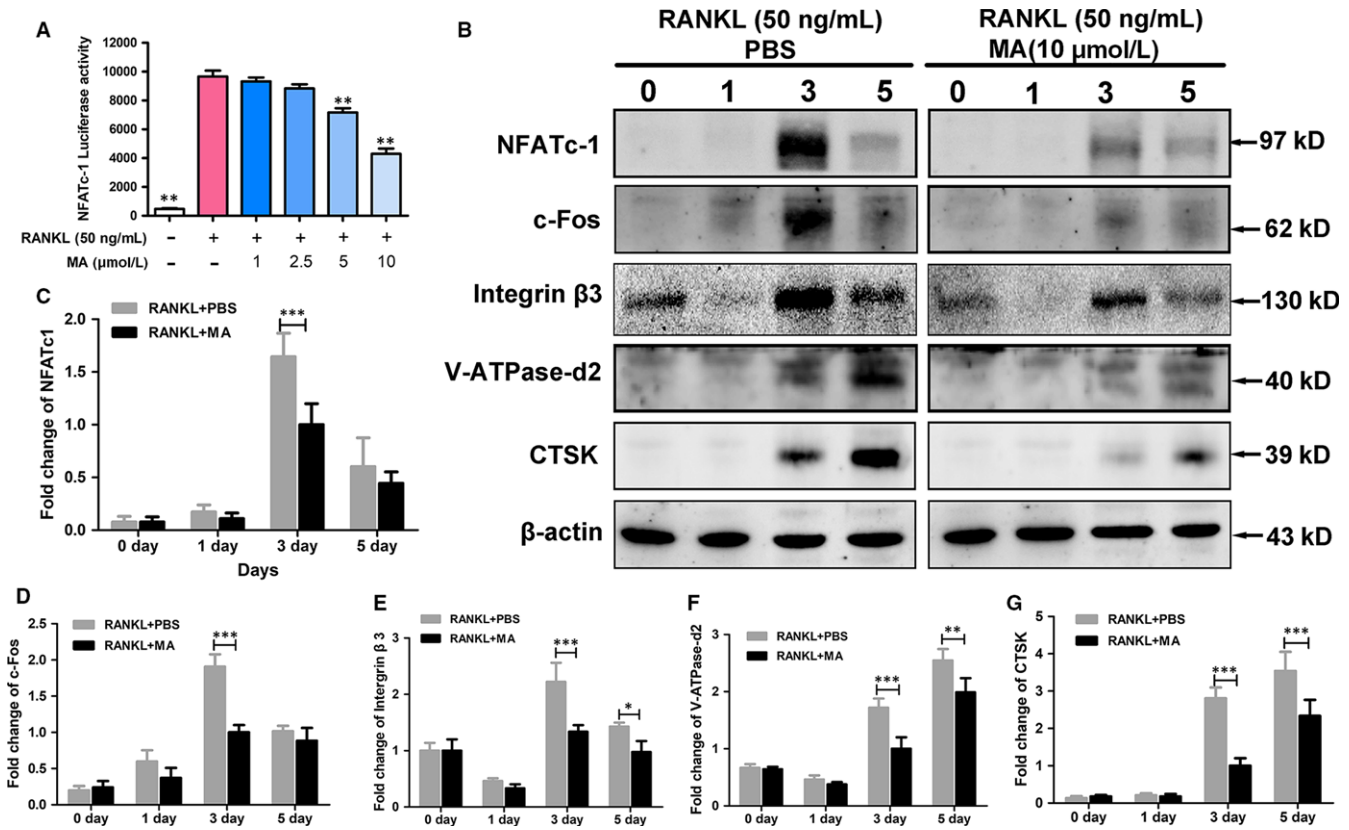 A
NFATc-1 Luciferase activity
12000
10000
8000
6000
4000
2000
0
** ** **
RANKL (50 ng/mL) - + + + + +
MA (µmol/L) - - 1 2.5 5 10
B
RANKL (50 ng/mL) RANKL (50 ng/mL)
PBS MA(10 µmol/L)
0 1 3 5 0 1 3 5
NFATc-1 97 kD
c-Fos 62 kD
Integrin β3 130 kD
V-ATPase-d2 40 kD
CTSK 39 kD
β-actin 43 kD
C
Fold change of NFATc1
RANKL+PBS
RANKL+MA
***
2.0
1.5
1.0
0.5
0.0
0 day 1 day 3 day 5 day
Days
D
Fold change of c-Fos
RANKL+PBS
RANKL+MA
***
2.5
2.0
1.5
1.0
0.5
0.0
0 day 1 day 3 day 5 day
E
Fold change of Intergrin β 3
RANKL+PBS
RANKL+MA
*** *
3
2
1
0
0 day 1 day 3 day 5 day
F
Fold change of V-ATPase-d2
RANKL+PBS
RANKL+MA
*** **
3
2
1
0
0 day 1 day 3 day 5 day
G
Fold change of CTSK
RANKL+PBS
RANKL+MA
*** ***
5
4
3
2
1
0
0 day 1 day 3 day 5 day